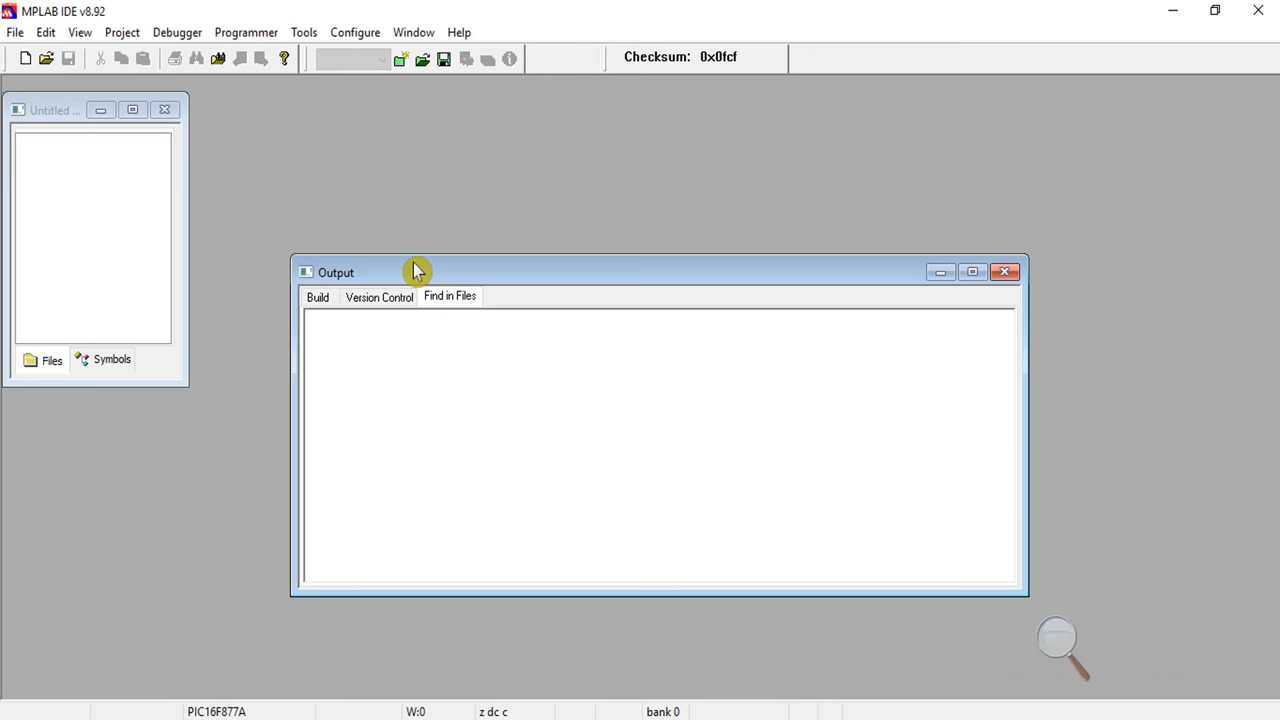 MPLAB IDE v8.92
File Edit View Project Debugger Programmer Tools Configure Window Help
Checksum: 0x0fcf
Untitled ...
Files Symbols
Output
Build Version Control Find in Files
PIC16F877A W:0 z dc c bank 0